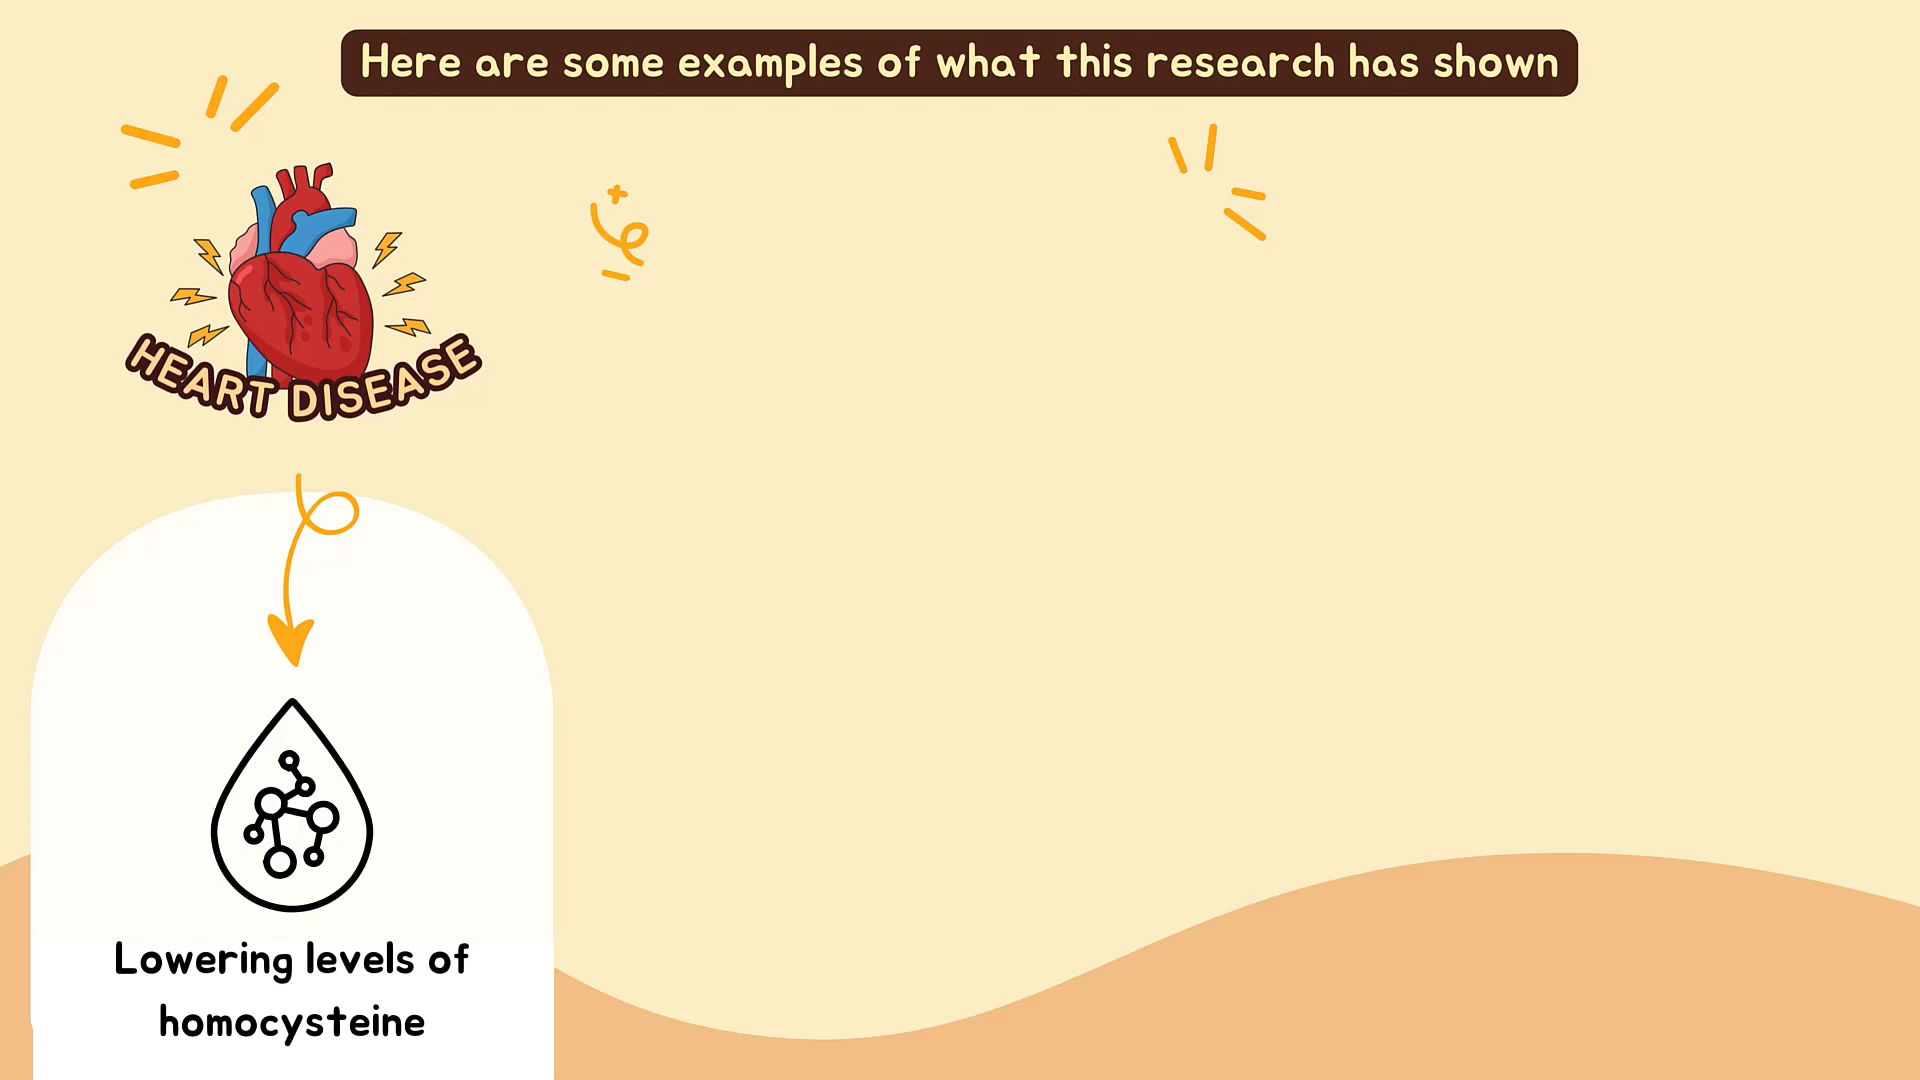 Here are some examples of what this research has shown
HEART DISEASE
Lowering levels of
homocysteine